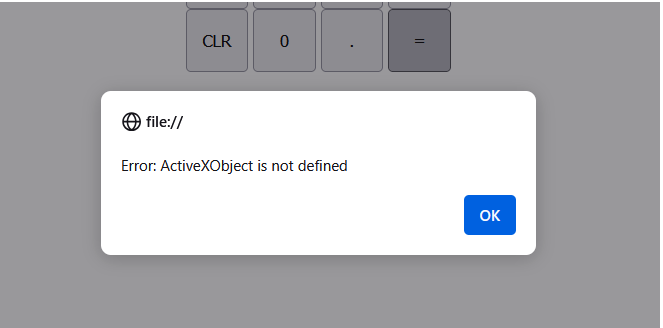 CLR 0 . =
file://
Error: ActiveXObject is not defined
OK